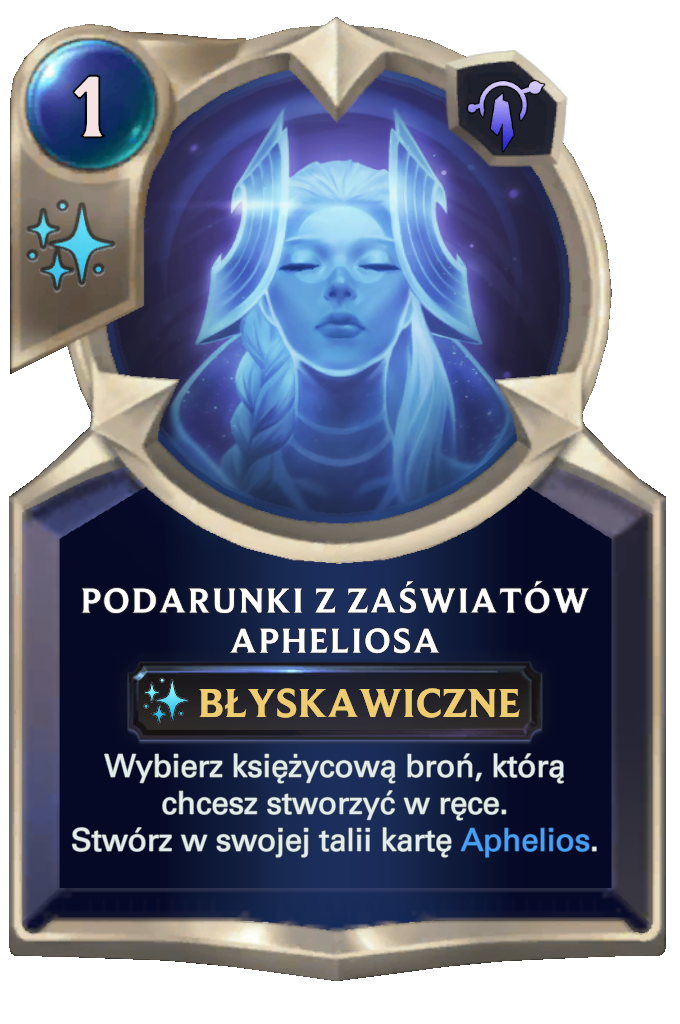 1
PODARUNKI Z ZAŚWIATÓW
APHELIOSA
BŁYSKAWICZNE
Wybierz księżycową broń, którą
chcesz stworzyć w ręce.
Stwórz w swojej talii kartę Aphelios.